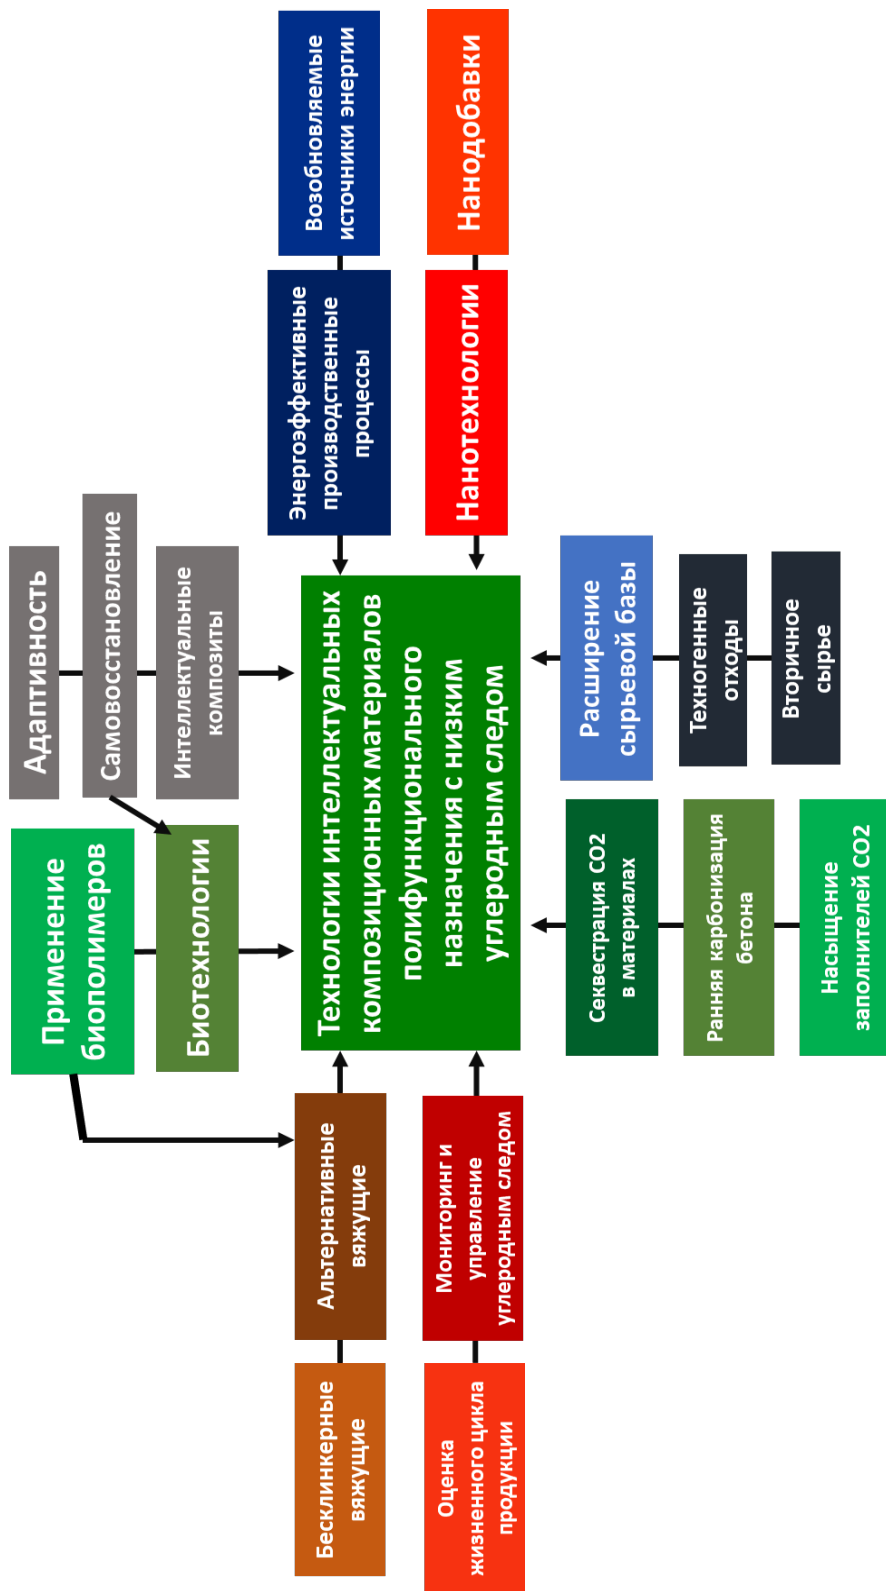 Адаптивность
Самовосстановление
Интеллектуальные
композиты
Применение
биополимеров
Биотехнологии
Возобновляемые
источники энергии
Энергоэффективные
производственные
процессы
Нанодобавки
Нанотехнологии
Технологии интеллектуальных
композиционных материалов
полифункционального
назначения с низким
углеродным следом
Альтернативные
вяжущие
Бесклинкерные
вяжущие
Мониторинг и
управление
углеродным следом
Оценка
жизненного цикла
продукции
Секвестрация СО2
в материалах
Ранняя карбонизация
бетона
Насыщение
заполнителей СО2
Расширение
сырьевой базы
Техногенные
отходы
Вторичное
сырье